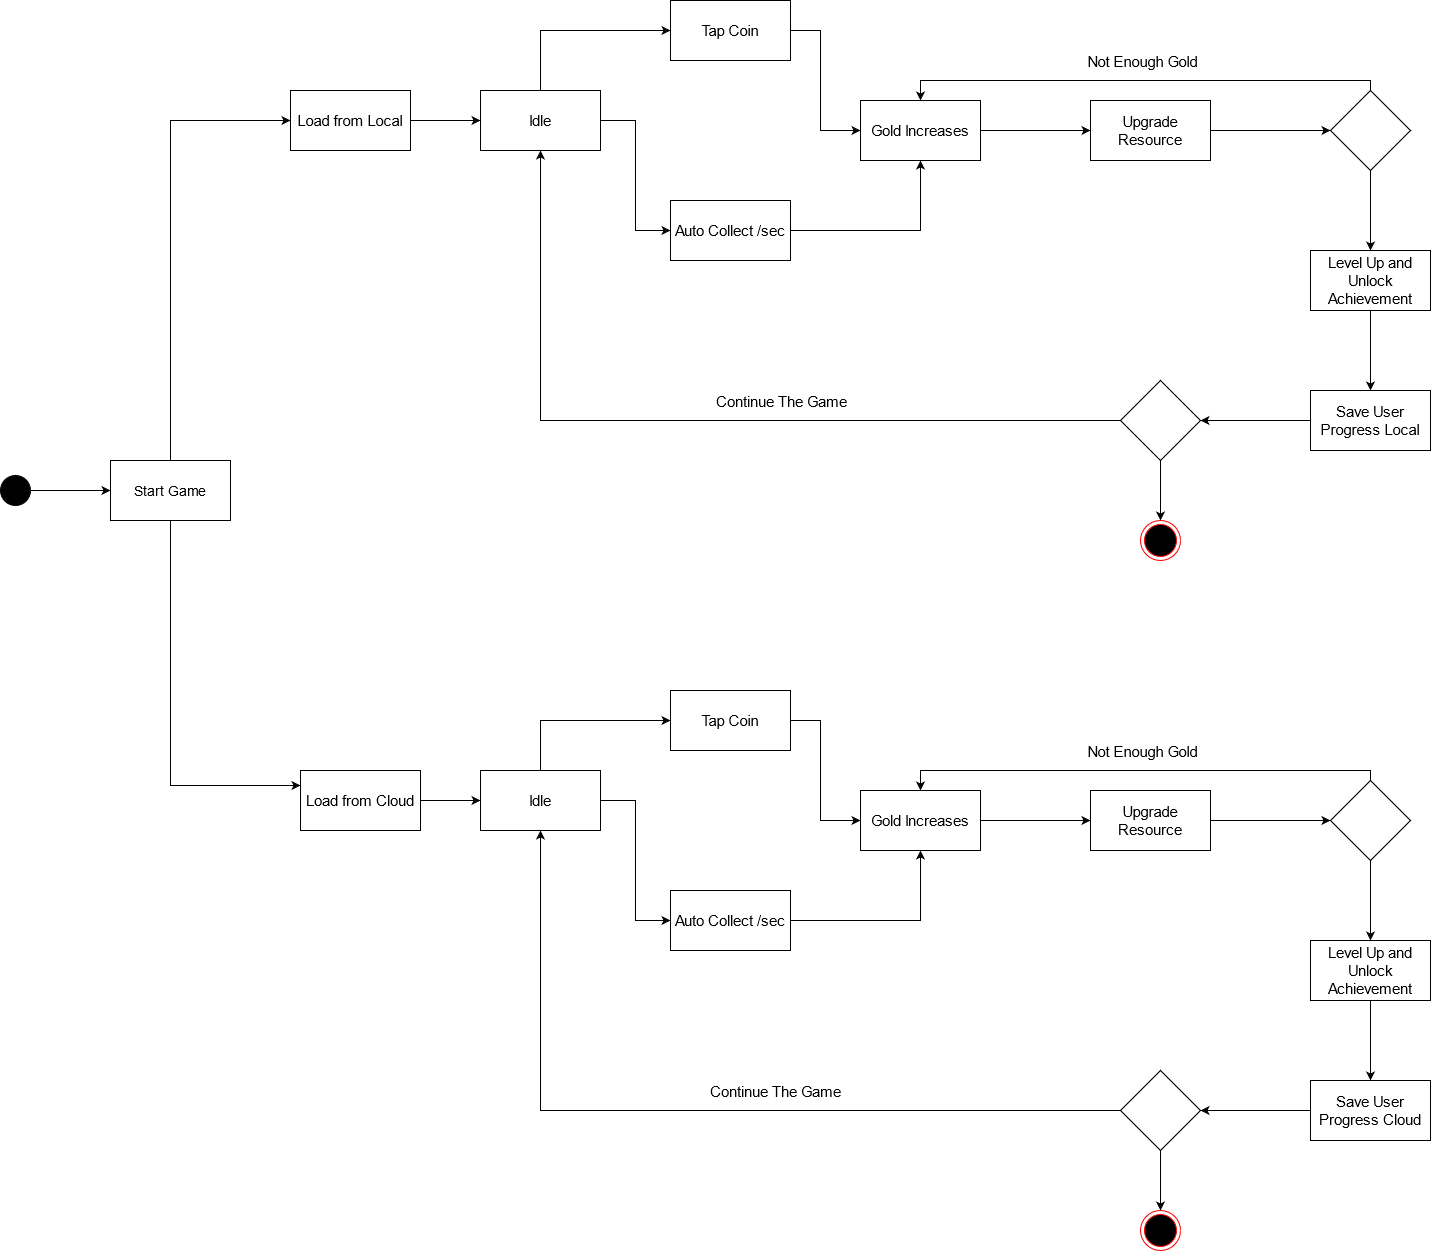 Tap Coin
Not Enough Gold
Load from Local
Idle
Gold Increases
Upgrade
Resource
Auto Collect /sec
Level Up and
Unlock
Achievement
Continue The Game
Save User
Progress Local
Start Game
Tap Coin
Not Enough Gold
Load from Cloud
Idle
Gold Increases
Upgrade
Resource
Auto Collect /sec
Level Up and
Unlock
Achievement
Continue The Game
Save User
Progress Cloud